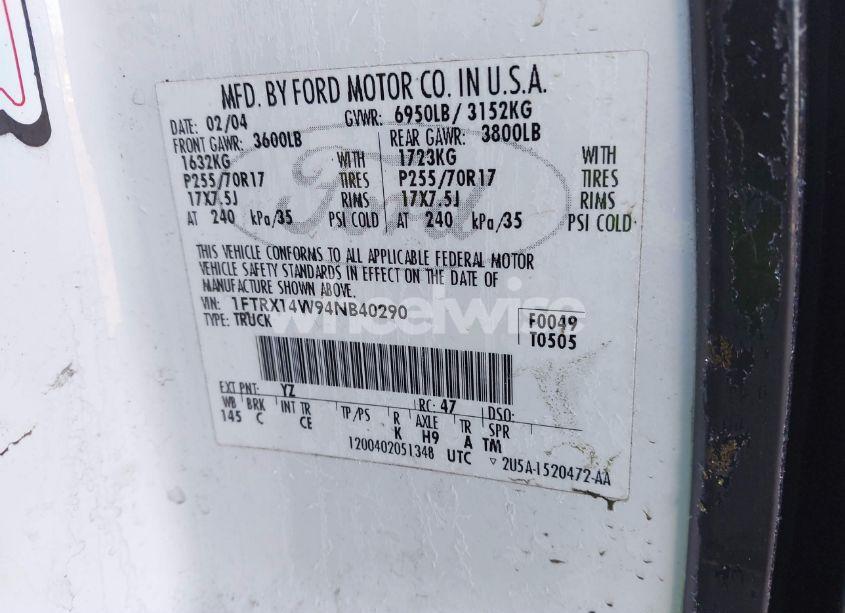 MFD. BY FORD MOTOR CO. IN U.S.A.
DATE: 02/04 GVWR: 6950LB/ 3152KG
FRONT GAWR: 3600LB REAR GAWR: 3800LB
1632KG WITH 1723KG WITH
P255/70R17 TIRES P255/70R17 TIRES
17X7.5J RIMS 17X7.5J RIMS
AT 240 kPa/35 PSI COLD AT 240 kPa/35 PSI COLD
Ford
THIS VEHICLE CONFORMS TO ALL APPLICABLE FEDERAL MOTOR
VEHICLE SAFETY STANDARDS IN EFFECT ON THE DATE OF
MANUFACTURE SHOWN ABOVE.
VIN: 1FTRX14W94NB40290
TYPE: TRUCK
F0049
T0505
wheelwise
EXT PNT: YZ RC: 47 DSO:
WB BRK INT TR TP/PS R AXLE TR SPR
145 C CE K H9 A TM
1200402051348 UTC ▽ 2U5A-1520472-AA